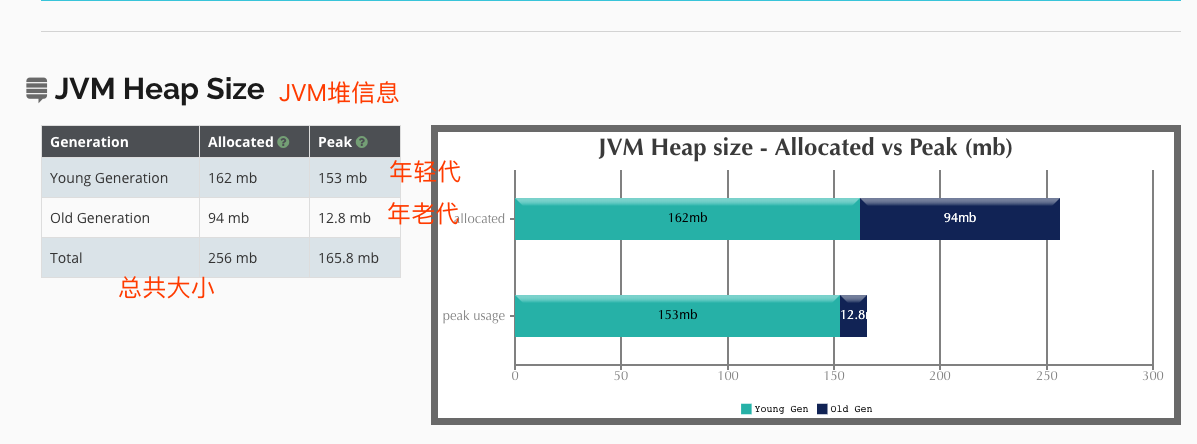 JVM Heap Size JVM堆信息
Generation Allocated ? Peak ?
Young Generation 162 mb 153 mb 年轻代
Old Generation 94 mb 12.8 mb 年老代
Total 256 mb 165.8 mb
总共大小
JVM Heap size - Allocated vs Peak (mb)
allocated 162mb 94mb
peak usage 153mb 12.8
0 50 100 150 200 250 300
Young Gen Old Gen